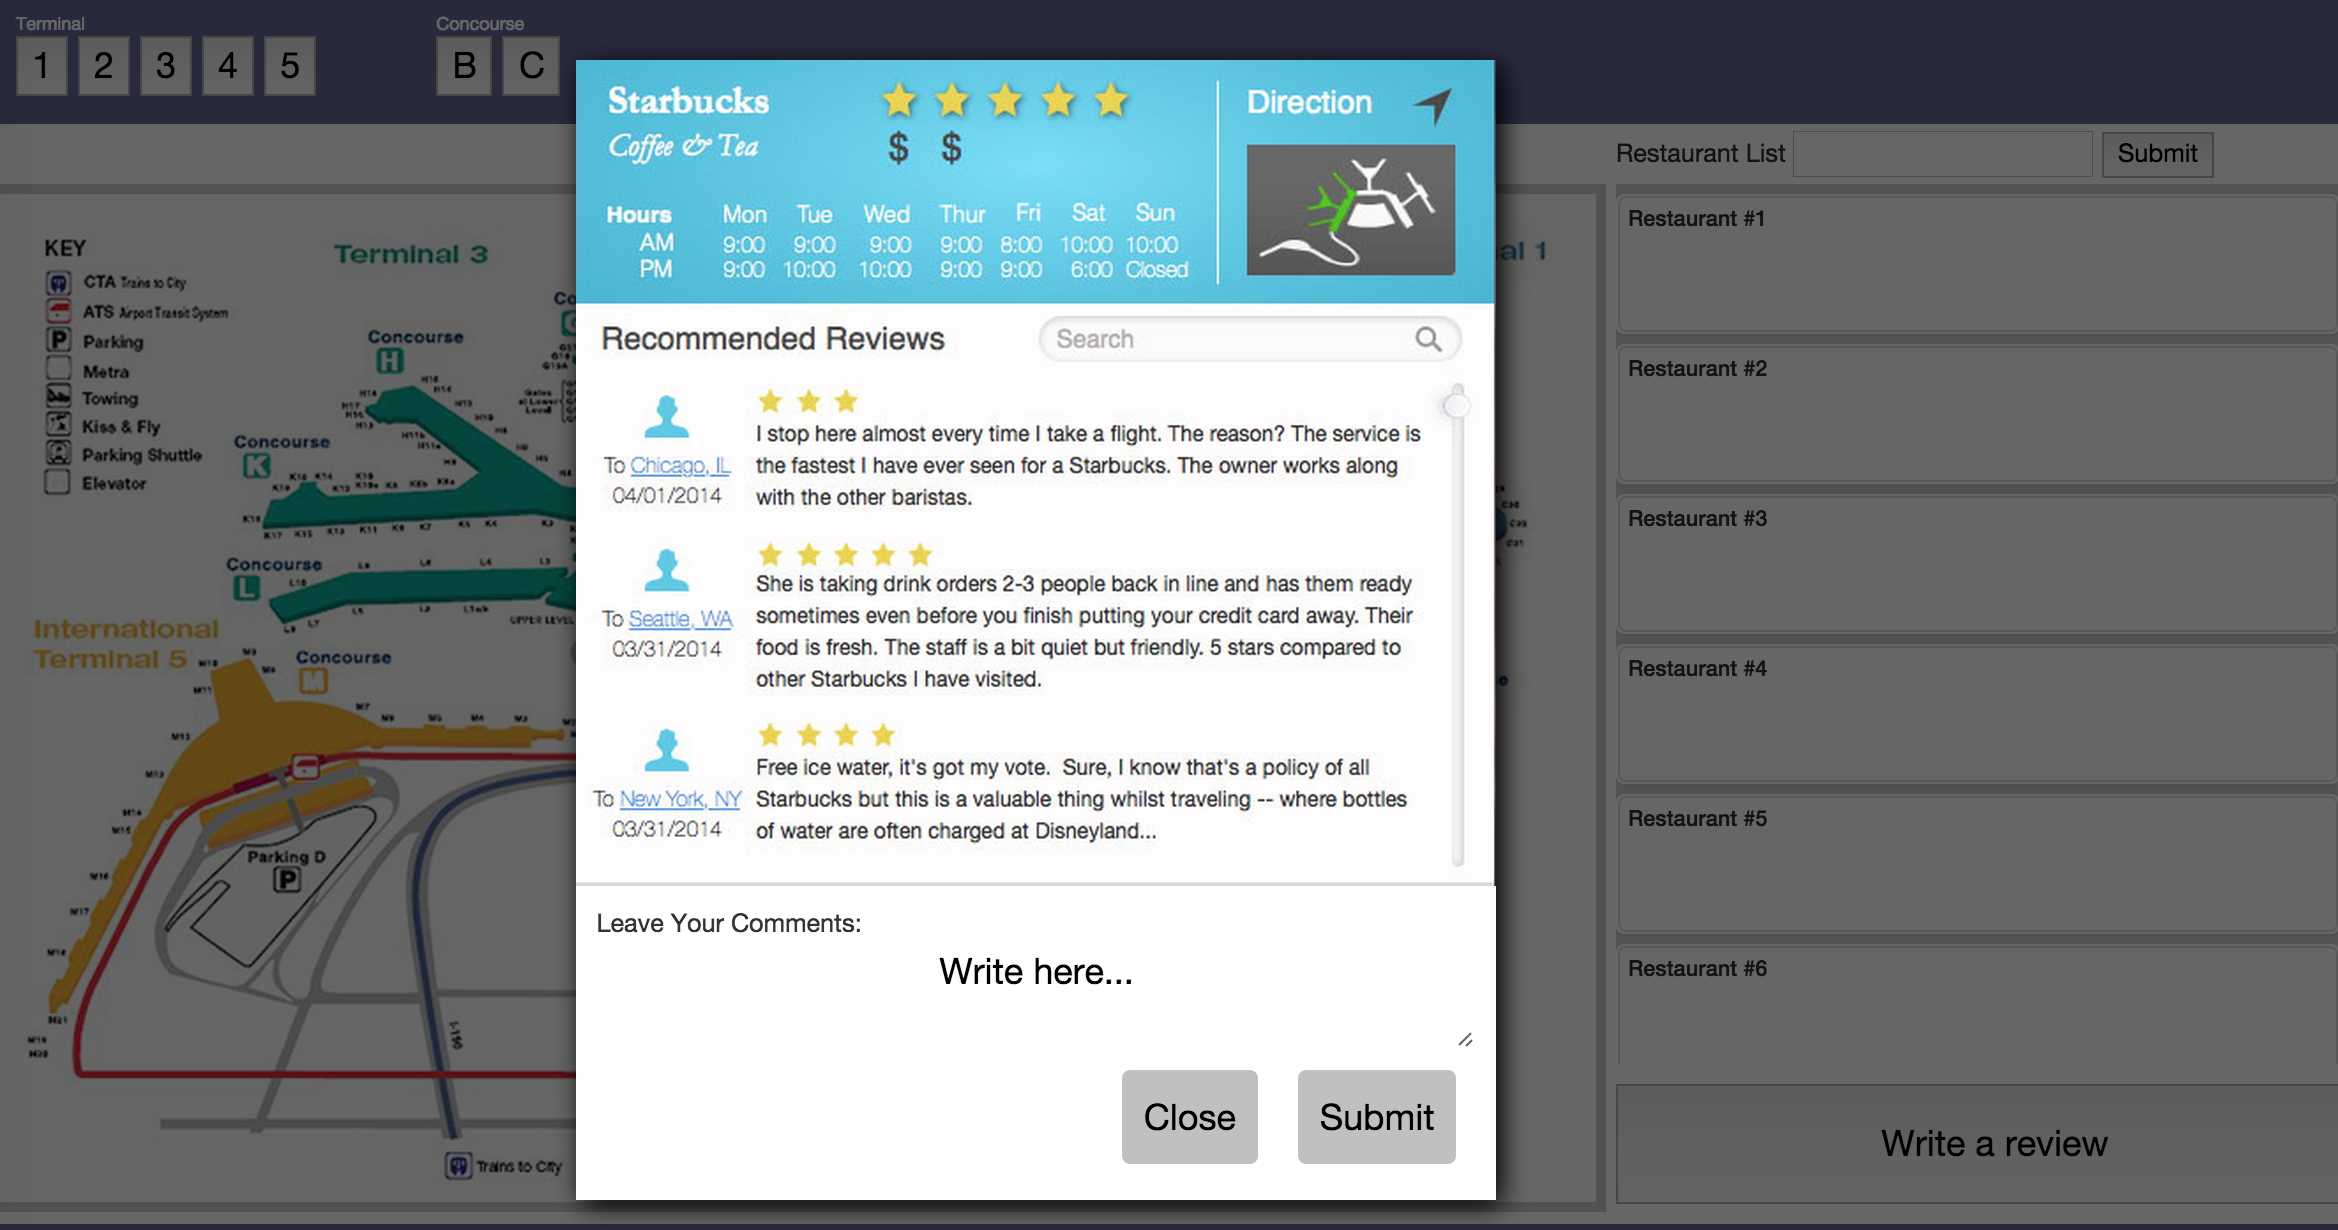 Terminal
1 2 3 4 5
Concourse
B C
Starbucks
Coffee & Tea
$ $
Direction
Hours Mon Tue Wed Thur Fri Sat Sun
AM 9:00 9:00 9:00 9:00 8:00 10:00 10:00
PM 9:00 10:00 10:00 9:00 9:00 6:00 Closed
Recommended Reviews
Search
To Chicago, IL
04/01/2014
I stop here almost every time I take a flight. The reason? The service is
the fastest I have ever seen for a Starbucks. The owner works along
with the other baristas.
To Seattle, WA
03/31/2014
She is taking drink orders 2-3 people back in line and has them ready
sometimes even before you finish putting your credit card away. Their
food is fresh. The staff is a bit quiet but friendly. 5 stars compared to
other Starbucks I have visited.
To New York, NY
03/31/2014
Free ice water, it's got my vote.  Sure, I know that's a policy of all
Starbucks but this is a valuable thing whilst traveling -- where bottles
of water are often charged at Disneyland...
Leave Your Comments:
Write here...
Close
Submit
KEY
CTA Trains to City
ATS Airport Transit System
P Parking
Metra
Towing
Kiss & Fly
Parking Shuttle
Elevator
Terminal 3
Concourse
H
Concourse
K
Concourse
L
UPPER LEVEL
International
Terminal 5
Concourse
M
Parking D
P
I-190
Trains to City
al 1
Restaurant List
Submit
Restaurant #1
Restaurant #2
Restaurant #3
Restaurant #4
Restaurant #5
Restaurant #6
Write a review